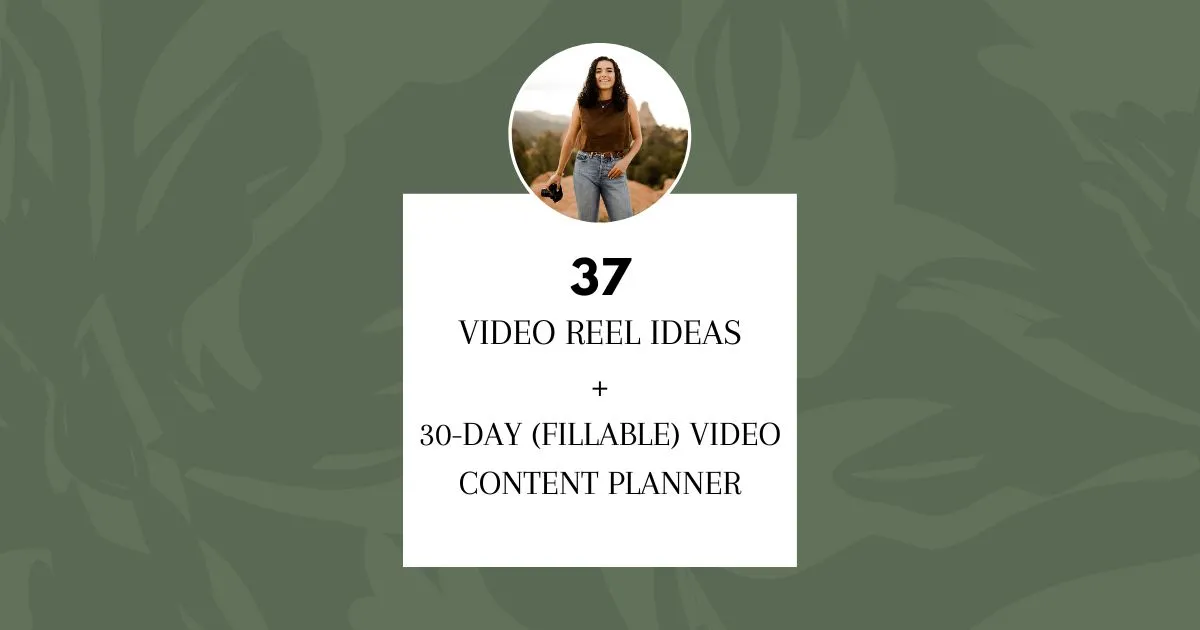 37
VIDEO REEL IDEAS
+
30-DAY (FILLABLE) VIDEO
CONTENT PLANNER